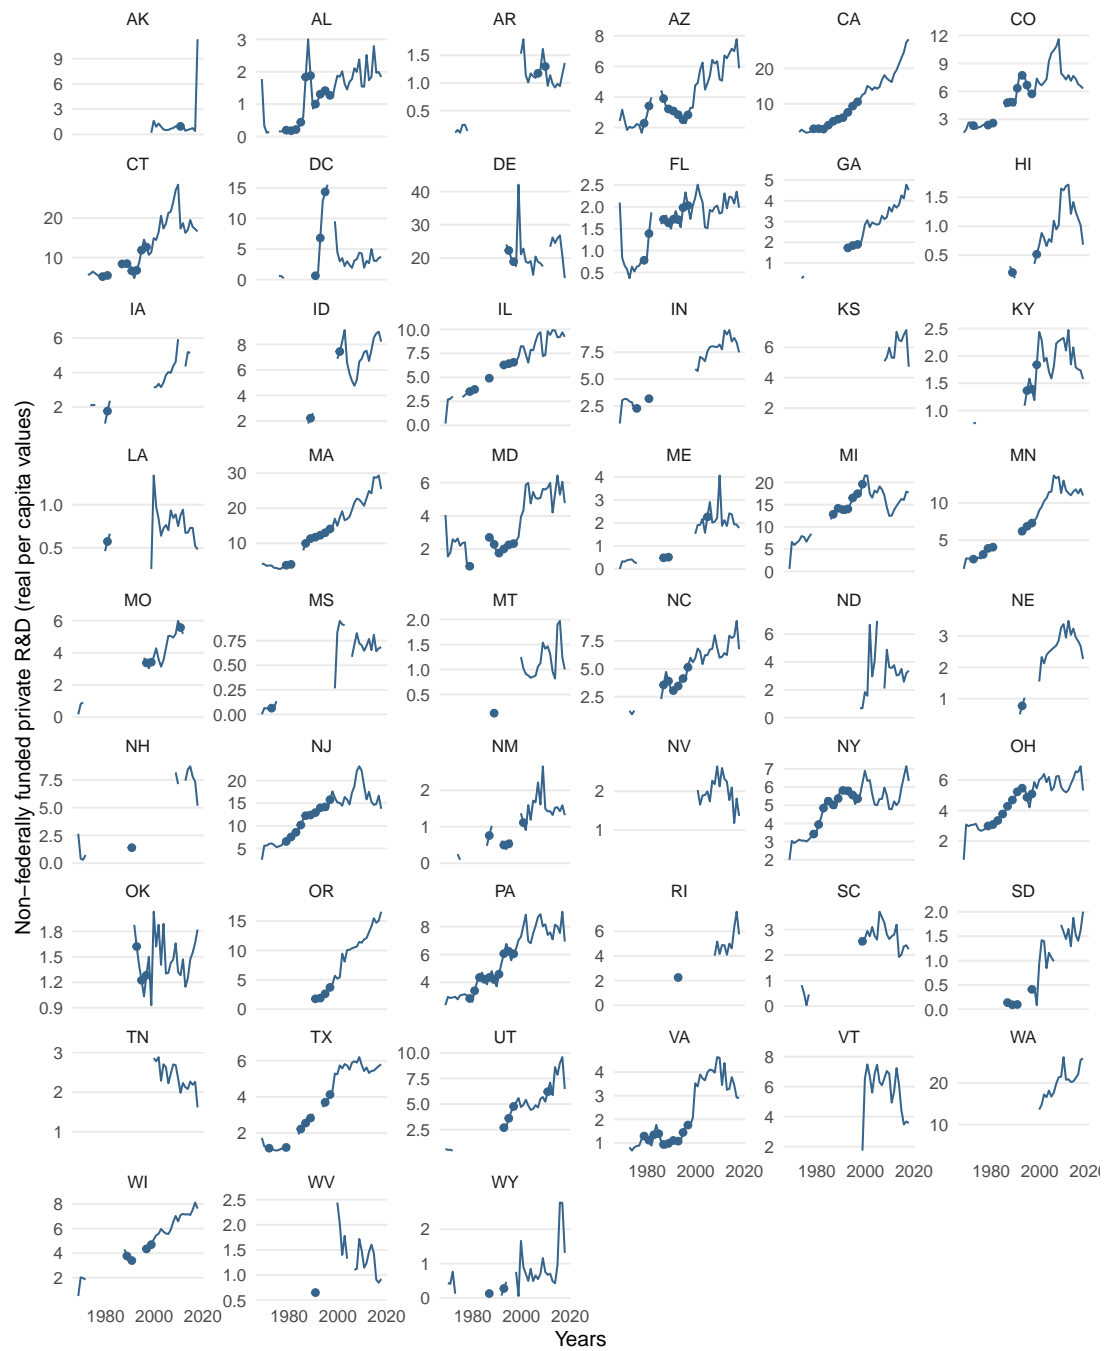 AK AL AR AZ CA CO
9 6 3 0
3 2 1 0
1.5 1.0 0.5
8 6 4 2
20 10
12 9 6 3
CT DC DE FL GA HI
20 10
15 10 5 0
40 30 20
2.5 2.0 1.5 1.0 0.5
5 4 3 2 1
1.5 1.0 0.5
IA ID IL IN KS KY
6 4 2
8 6 4 2
10.0 7.5 5.0 2.5 0.0
7.5 5.0 2.5
6 4 2
2.5 2.0 1.5 1.0
LA MA MD ME MI MN
1.0 0.5
30 20 10
6 4 2
4 3 2 1 0
20 15 10 5 0
10 5
MO MS MT NC ND NE
6 4 2 0
0.75 0.50 0.25 0.00
2.0 1.5 1.0 0.5
7.5 5.0 2.5
6 4 2 0
3 2 1
NH NJ NM NV NY OH
7.5 5.0 2.5 0.0
20 15 10 5
2 1 0
2 1
7 6 5 4 3 2
6 4 2
OK OR PA RI SC SD
1.8 1.5 1.2 0.9
15 10 5 0
8 6 4
6 4 2 0
3 2 1 0
2.0 1.5 1.0 0.5 0.0
TN TX UT VA VT WA
3 2 1
6 4 2
10.0 7.5 5.0 2.5
4 3 2 1
8 6 4 2
20 10
1980 2000 2020 1980 2000 2020 1980 2000 202
WI WV WY
8 6 4 2
2.5 2.0 1.5 1.0 0.5
2 1 0
1980 2000 2020 1980 2000 2020 1980 2000 2020
Years
Non−federally funded private R&D (real per capita values)